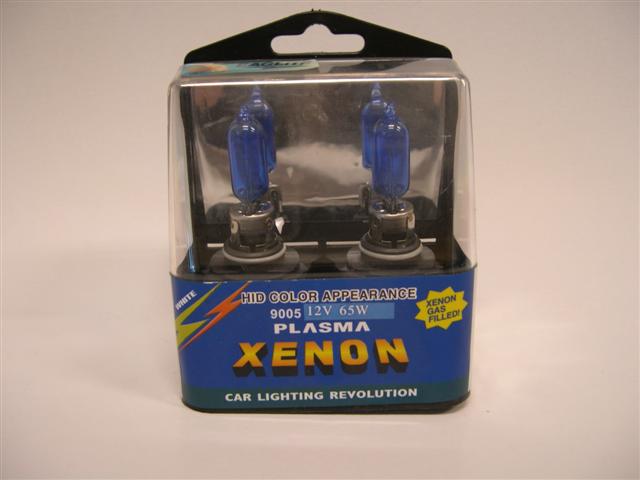 WHITE
HID COLOR APPEARANCE
9005 12V 65W
PLASMA
XENON
XENON
GAS
FILLED!
CAR LIGHTING REVOLUTION